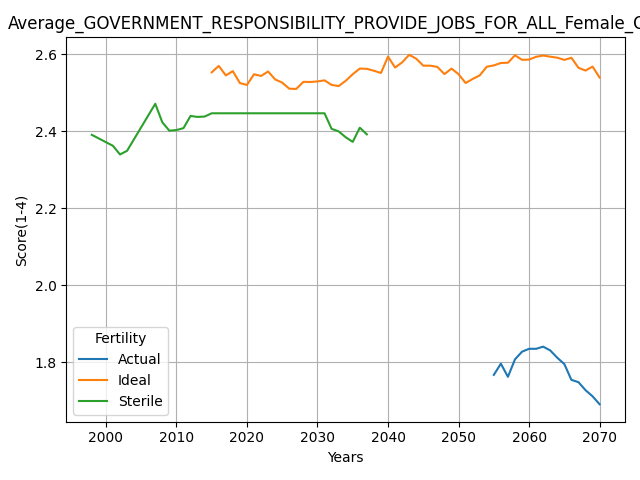 Average_GOVERNMENT_RESPONSIBILITY_PROVIDE_JOBS_FOR_ALL_Female_
2.6
2.4
2.2
2.0
1.8
Score(1-4)
Fertility
Actual
Ideal
Sterile
2000 2010 2020 2030 2040 2050 2060 2070
Years